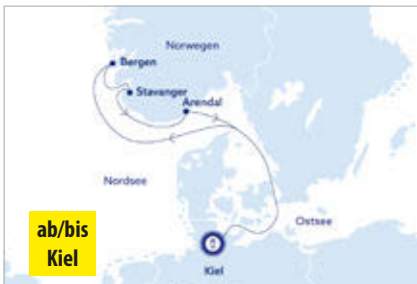 Norwegen
Bergen
Stavanger
Arendal
Nordsee
ab/bis
Kiel
Ostsee
Kiel